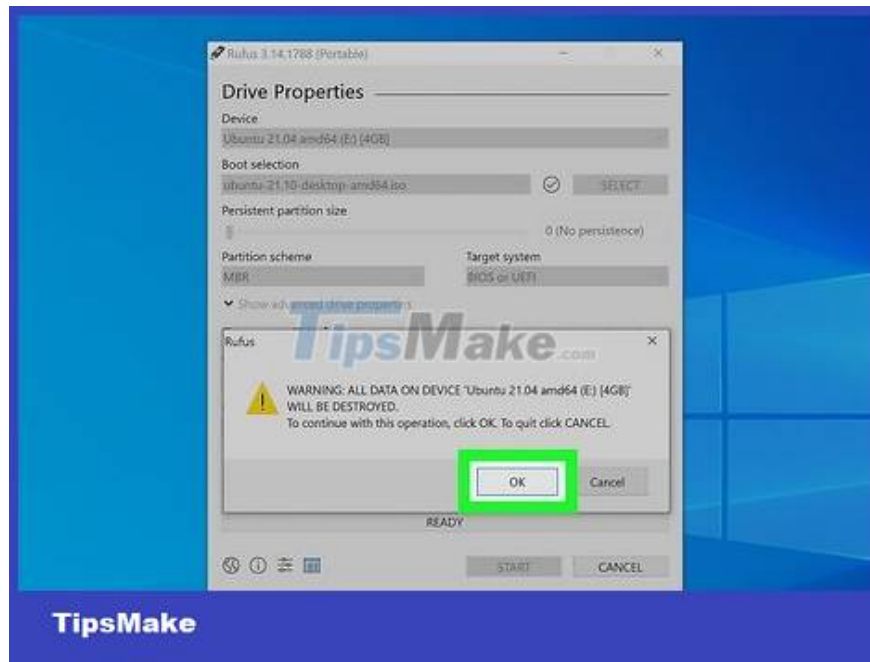 Rufus 3.14.1788 (Portable)
Drive Properties
Device
Ubuntu 21.04 amd64 (E:) [4GB]
Boot selection
ubuntu-21.10-desktop-amd64.iso
SELECT
Persistent partition size
0 (No persistence)
Partition scheme
Target system
MBR
BIOS or UEFI
Show advanced drive properties
TipsMake.com
Rufus
WARNING: ALL DATA ON DEVICE 'Ubuntu 21.04 amd64 (E:) [4GB]'
WILL BE DESTROYED.
To continue with this operation, click OK. To quit click CANCEL.
OK
Cancel
READY
START
CANCEL
TipsMake